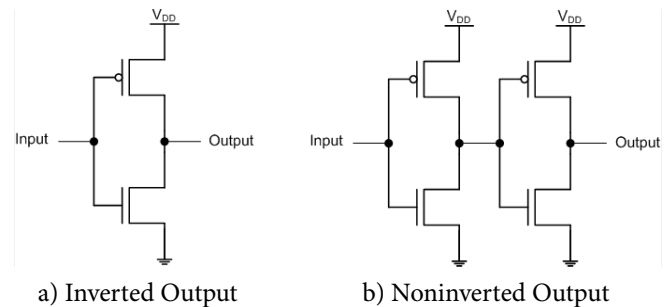 VDD
Input
Output
a) Inverted Output
VDD
VDD
Input
Output
b) Noninverted Output